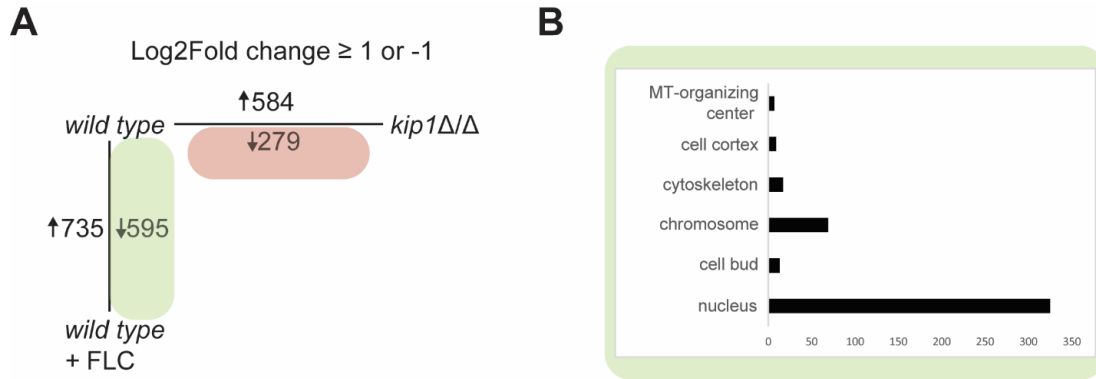 A
Log2Fold change ≥ 1 or -1
↑584
wild type
kip1Δ/Δ
↓279
↑735
↓595
wild type
+ FLC
B
MT-organizing
center
cell cortex
cytoskeleton
chromosome
cell bud
nucleus
0 50 100 150 200 250 300 350